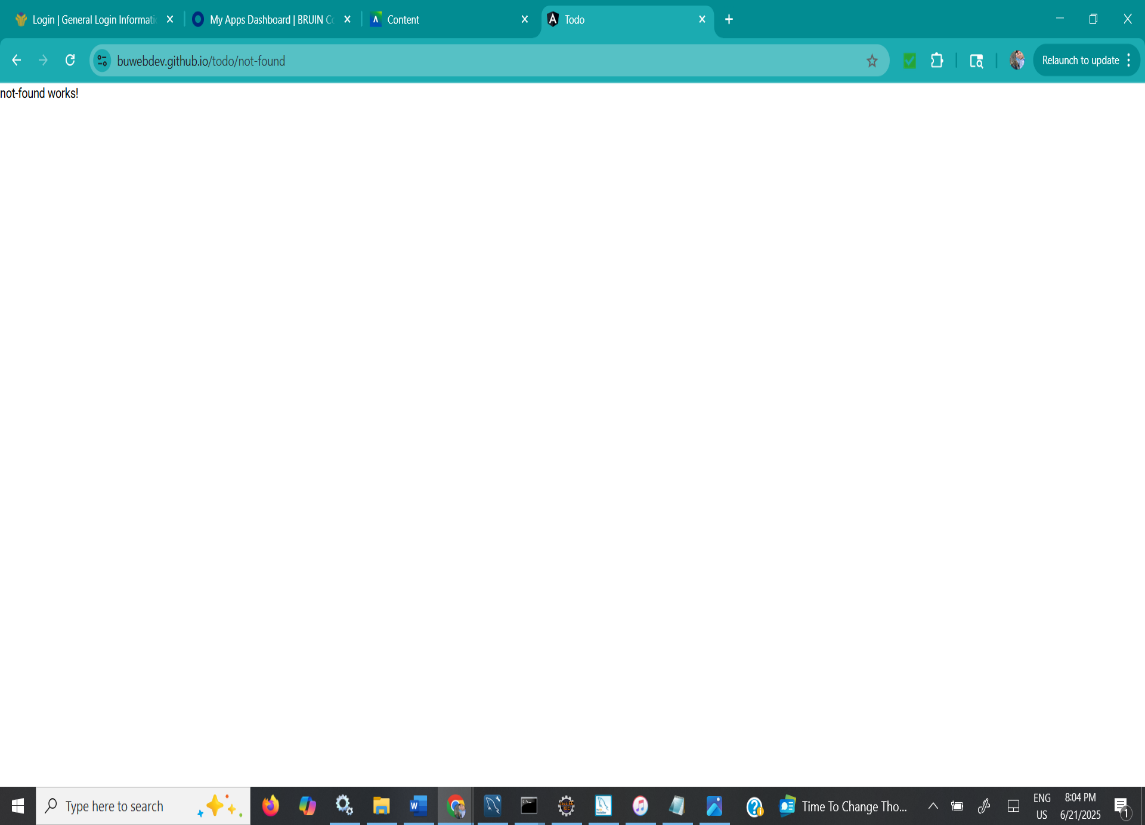 Login | General Login Informati
My Apps Dashboard | BRUIN C
Content
Todo
buwebdev.github.io/todo/not-found
Relaunch to update
not-found works!
Type here to search
Time To Change Tho...
ENG
US
8:04 PM
6/21/2025
1